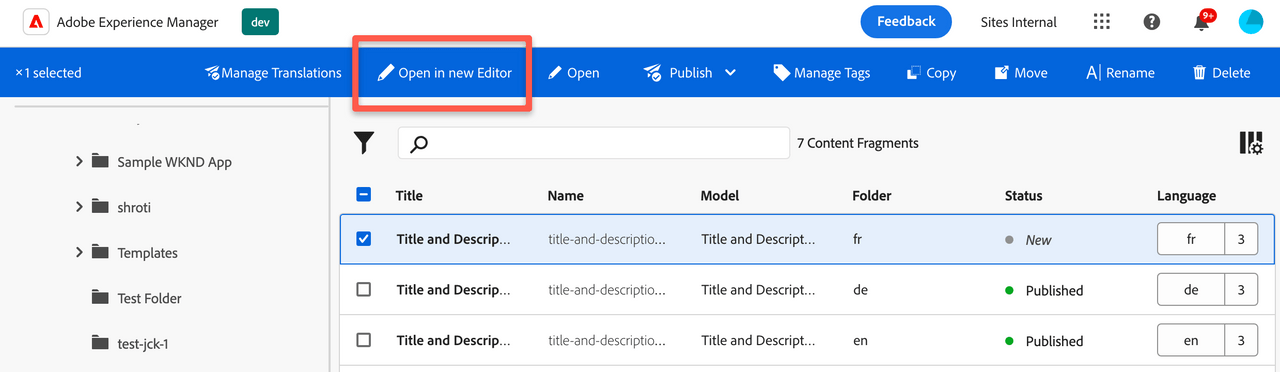 Adobe Experience Manager dev Feedback Sites Internal 9+
×1 selected Manage Translations Open in new Editor Open Publish Manage Tags Copy Move Rename Delete
7 Content Fragments
Sample WKND App
shroti
Templates
Test Folder
test-jck-1
Title Name Model Folder Status Language
Title and Descrip... title-and-descriptio... Title and Descript... fr New fr 3
Title and Descrip... title-and-descriptio... Title and Descript... de Published de 3
Title and Descrip... title-and-descriptio... Title and Descript... en Published en 3